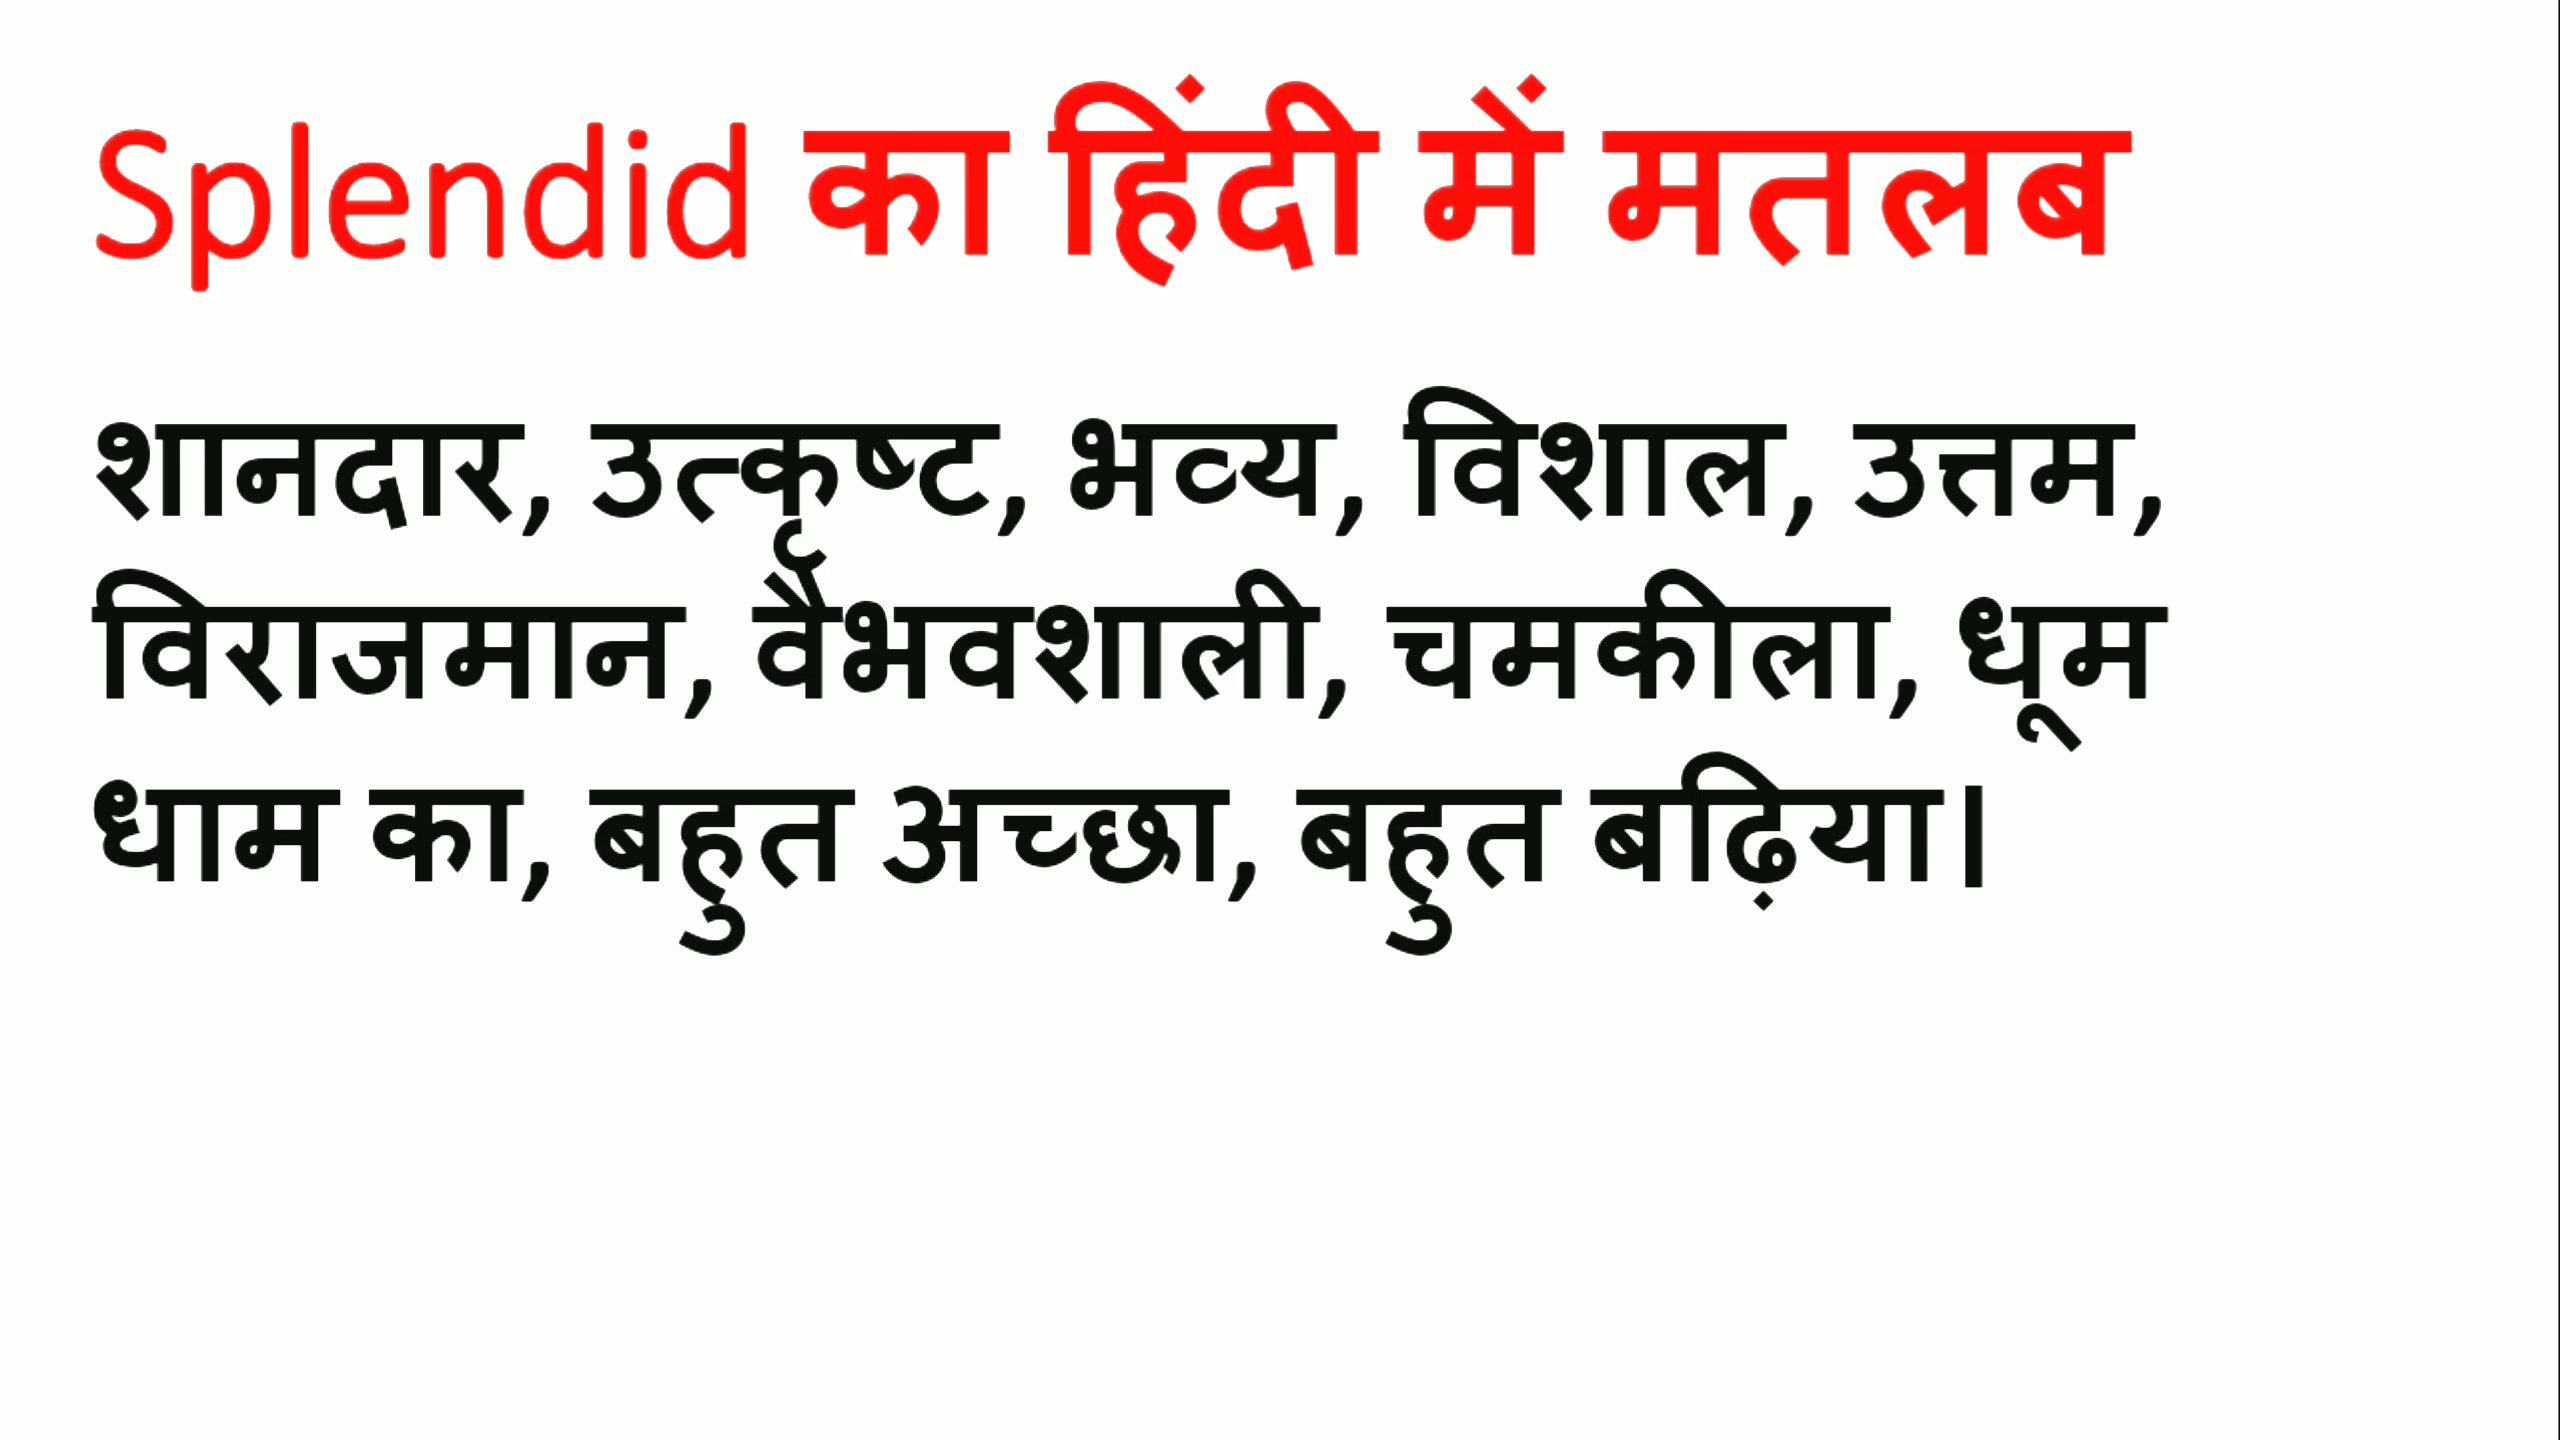 Splendid का हिंदी में मतलब
शानदार, उत्कृष्ट, भव्य, विशाल, उत्तम,
विराजमान, वैभवशाली, चमकीला, धूम
धाम का, बहुत अच्छा, बहुत बढ़िया।